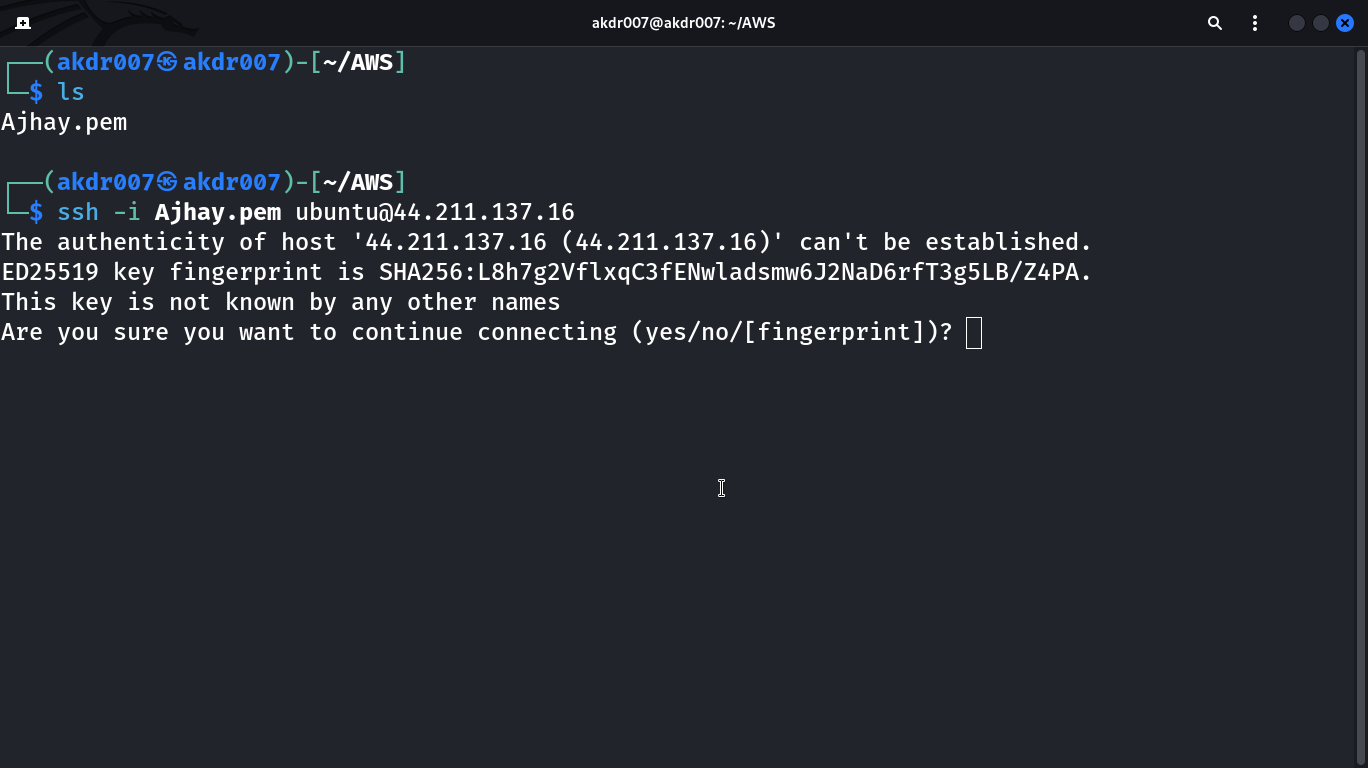 akdr007@akdr007: ~/AWS
┌──(akdr007㉿akdr007)-[~/AWS]
└─$ ls
Ajhay.pem
┌──(akdr007㉿akdr007)-[~/AWS]
└─$ ssh -i Ajhay.pem ubuntu@44.211.137.16
The authenticity of host '44.211.137.16 (44.211.137.16)' can't be established.
ED25519 key fingerprint is SHA256:L8h7g2VflxqC3fENwladsmw6J2NaD6rfT3g5LB/Z4PA.
This key is not known by any other names
Are you sure you want to continue connecting (yes/no/[fingerprint])?